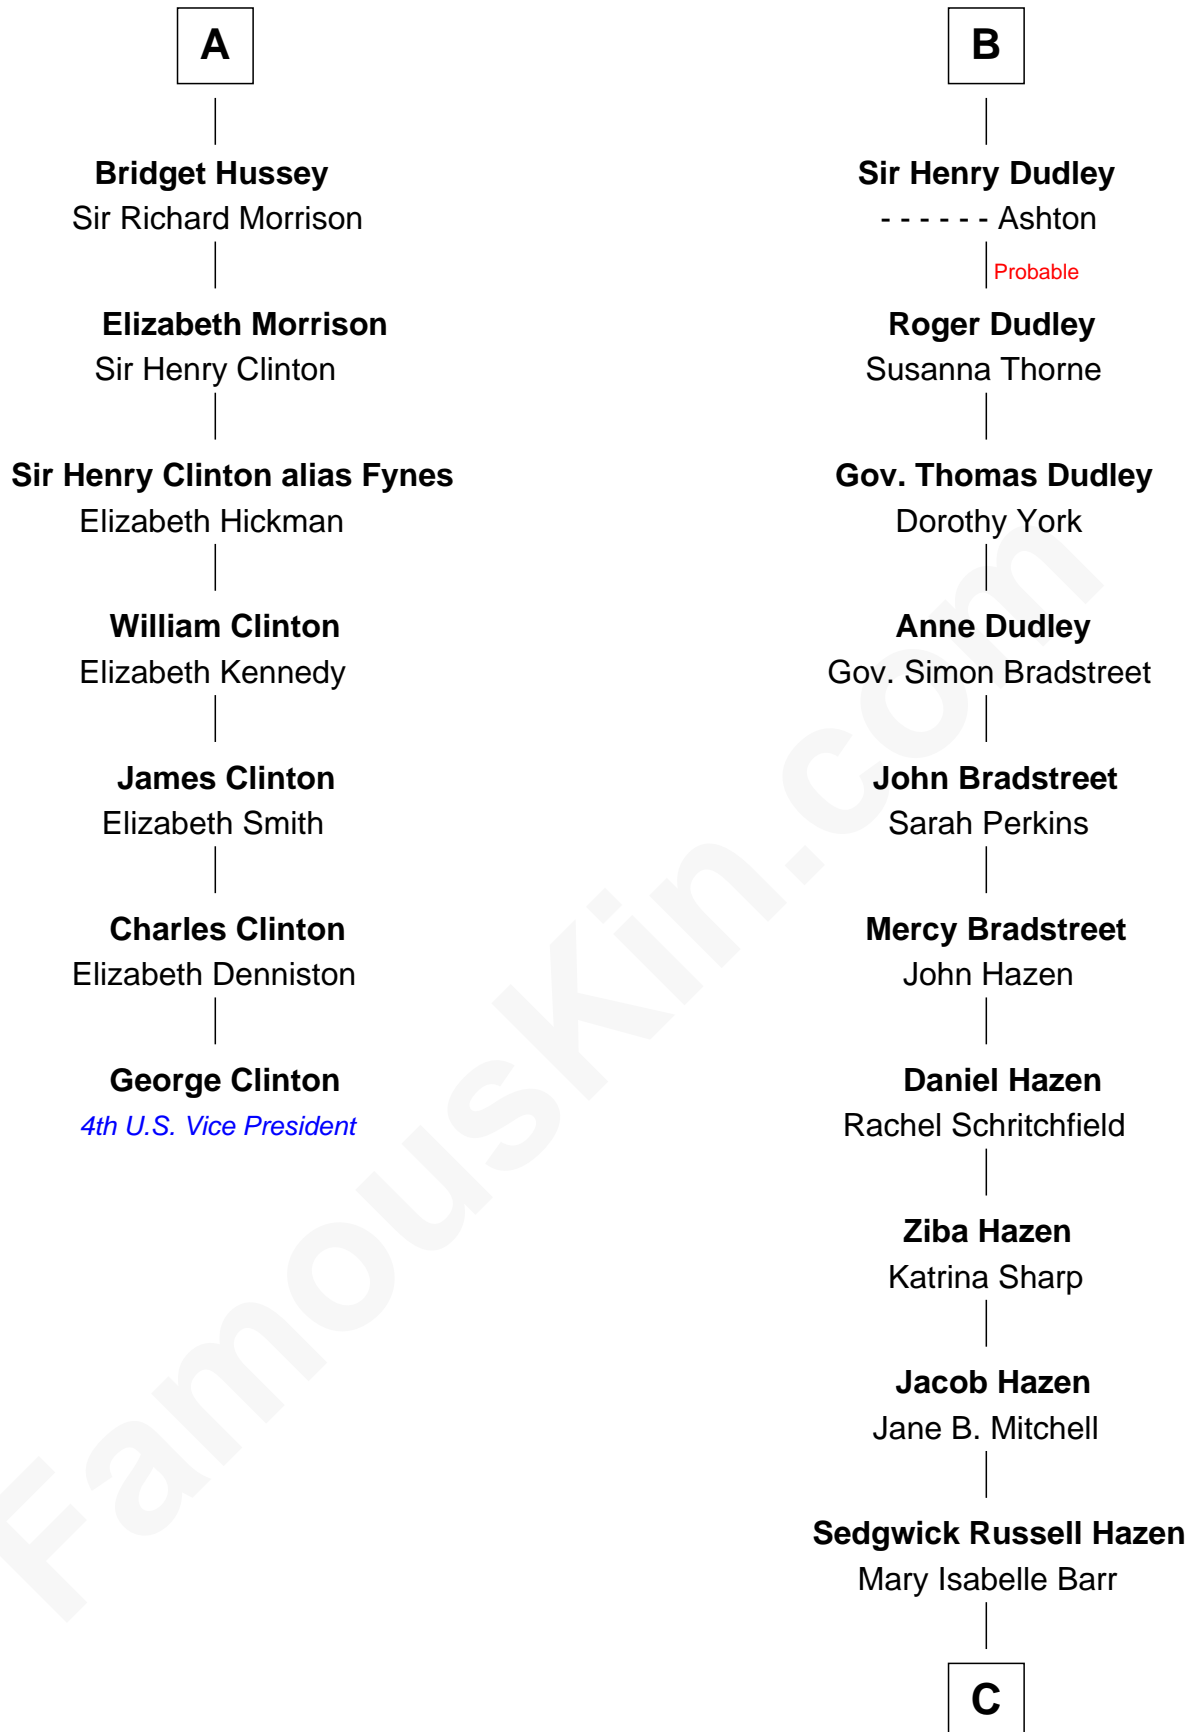 A
Bridget Hussey
Sir Richard Morrison
Elizabeth Morrison
Sir Henry Clinton
Sir Henry Clinton alias Fynes
Elizabeth Hickman
William Clinton
Elizabeth Kennedy
James Clinton
Elizabeth Smith
Charles Clinton
Elizabeth Denniston
George Clinton
4th U.S. Vice President
B
Sir Henry Dudley
- - - - - - Ashton
Probable
Roger Dudley
Susanna Thorne
Gov. Thomas Dudley
Dorothy York
Anne Dudley
Gov. Simon Bradstreet
John Bradstreet
Sarah Perkins
Mercy Bradstreet
John Hazen
Daniel Hazen
Rachel Schritchfield
Ziba Hazen
Katrina Sharp
Jacob Hazen
Jane B. Mitchell
Sedgwick Russell Hazen
Mary Isabelle Barr
C
FamousKin.com